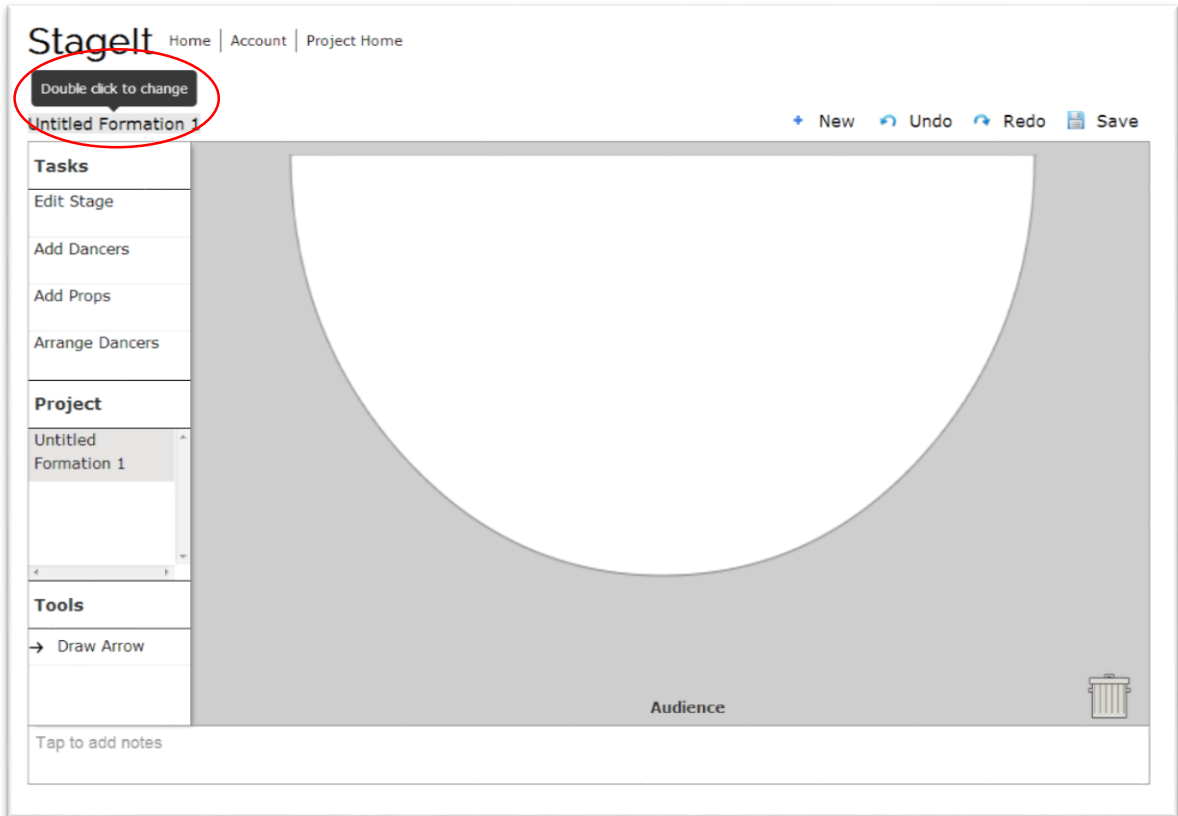 StageIt Home Account Project Home
Double click to change
Untitled Formation 1
New Undo Redo Save
Tasks
Edit Stage
Add Dancers
Add Props
Arrange Dancers
Project
Untitled
Formation 1
Tools
Draw Arrow
Audience
Tap to add notes